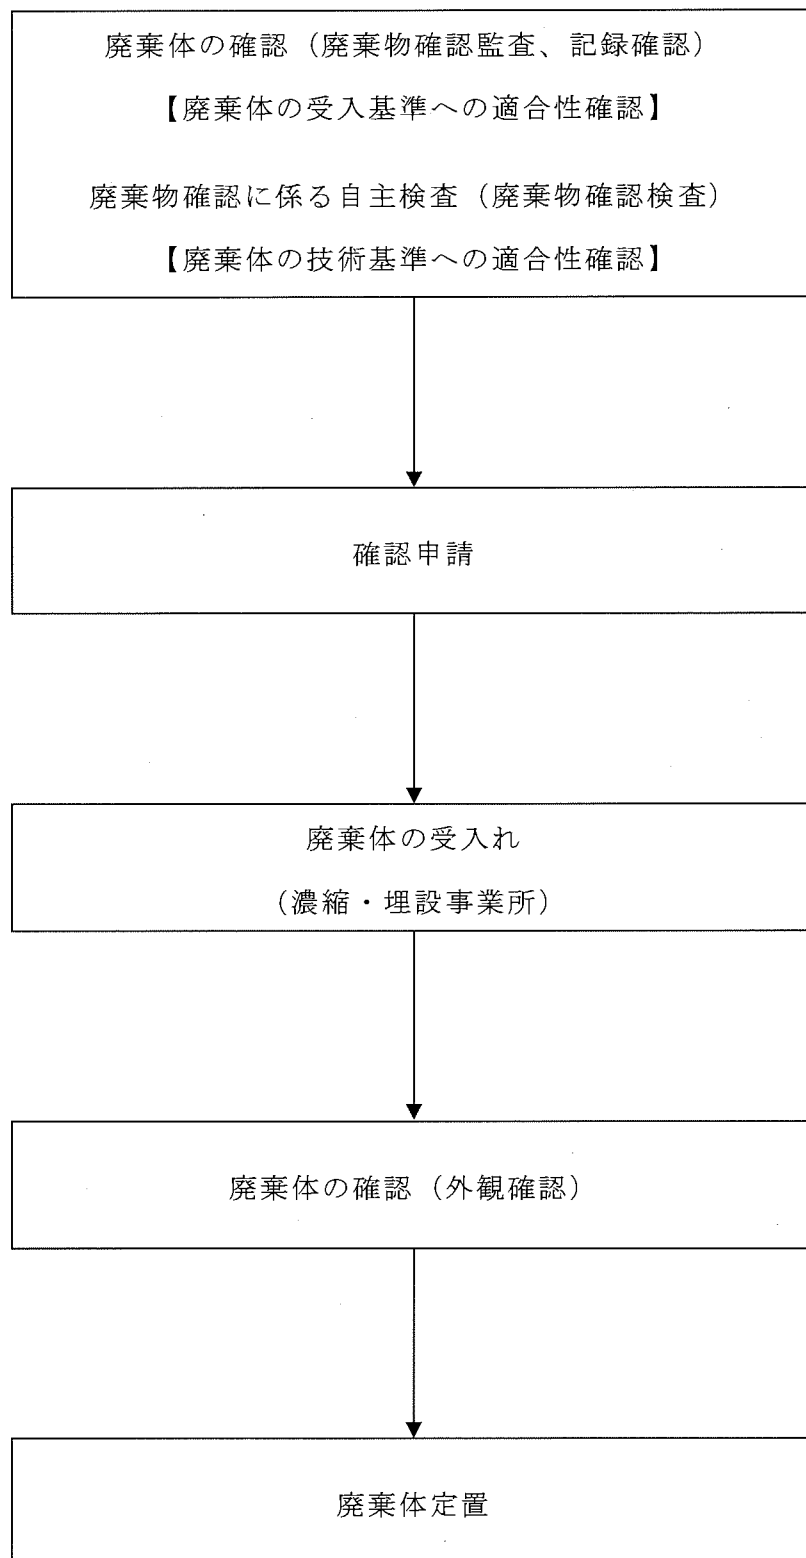 廃棄体の確認（廃棄物確認監査、記録確認）
【廃棄体の受入基準への適合性確認】
廃棄物確認に係る自主検査（廃棄物確認検査）
【廃棄体の技術基準への適合性確認】
確認申請
廃棄体の受入れ
（濃縮・埋設事業所）
廃棄体の確認（外観確認）
廃棄体定置